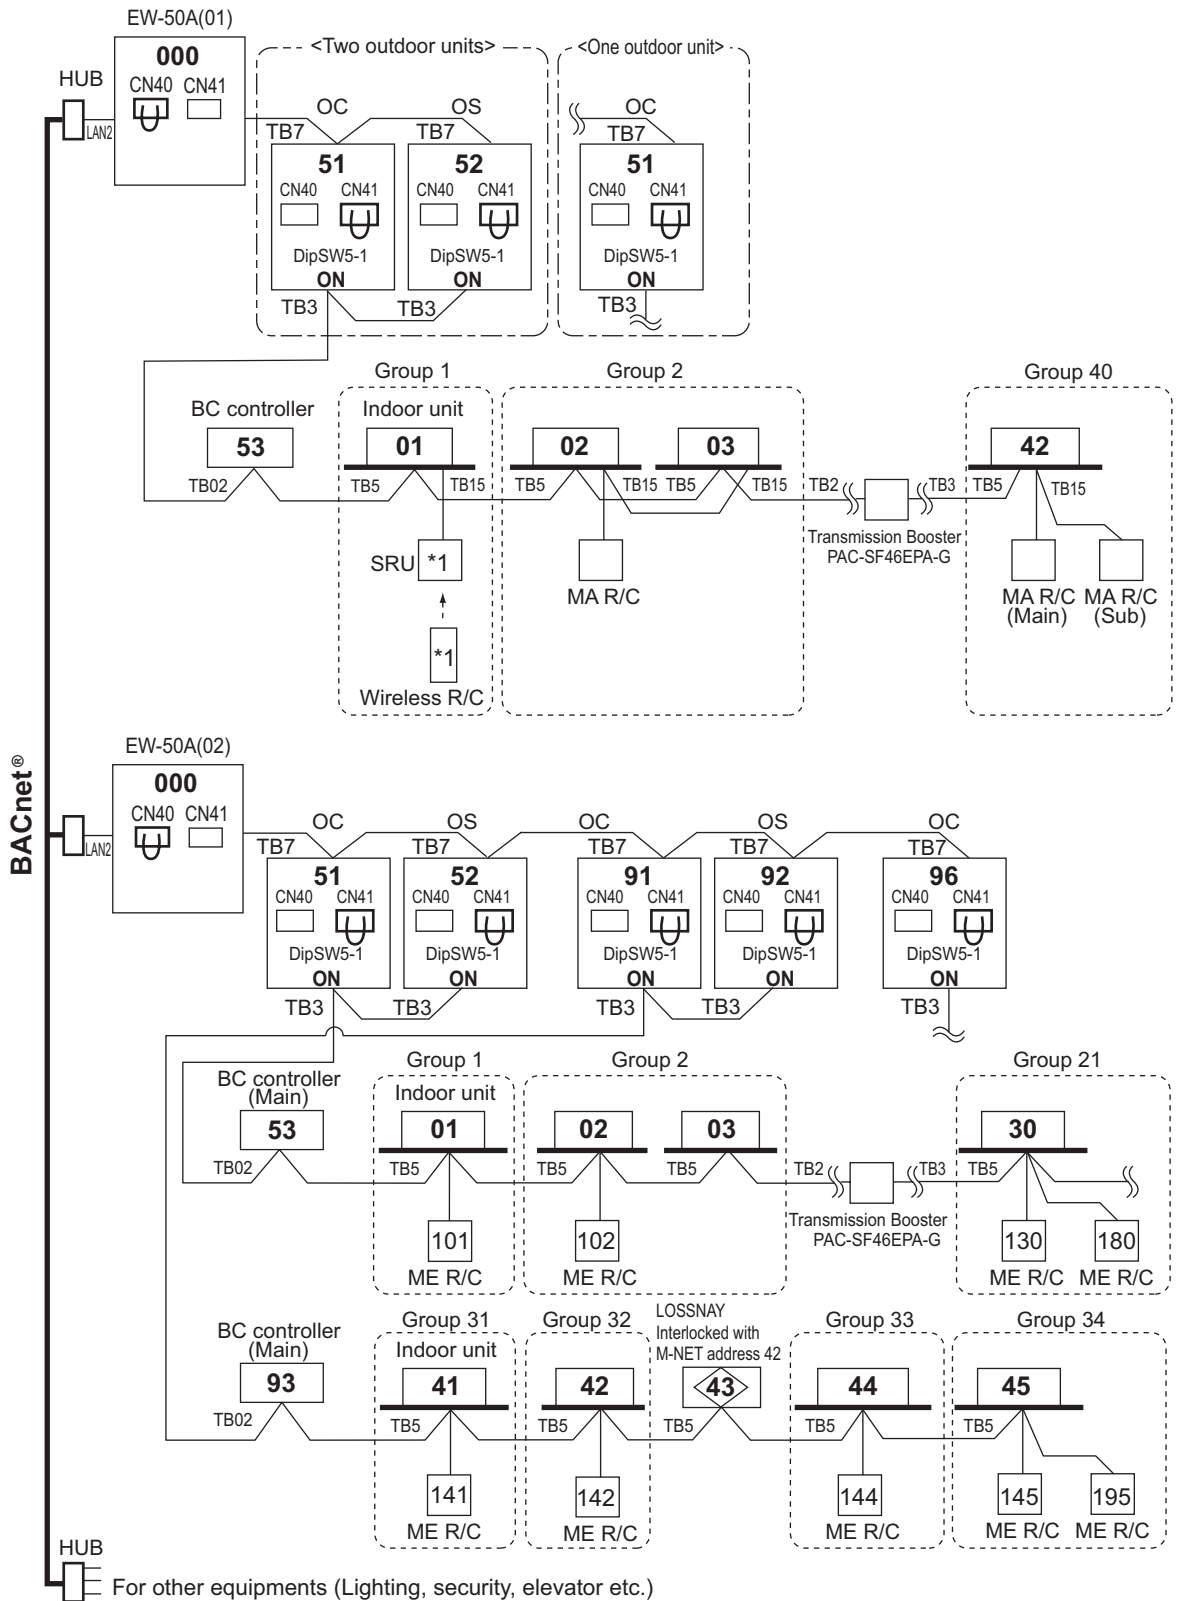 EW-50A(01)
<Two outdoor units>
<One outdoor unit>
000
HUB
CN40 CN41
OC OS OC
LAN2
TB7 TB7 TB7
51 52 51
CN40 CN41 CN40 CN41 CN40 CN41
DipSW5-1 DipSW5-1 DipSW5-1
ON ON ON
TB3 TB3 TB3
Group 1 Group 2 Group 40
BC controller Indoor unit
53 01 02 03 42
TB02 TB5 TB15 TB5 TB15 TB5 TB15 TB2 TB3 TB5 TB15
Transmission Booster
PAC-SF46EPA-G
SRU *1
MA R/C
MA R/C
(Main)
MA R/C
(Sub)
*1
Wireless R/C
BACnet®
EW-50A(02)
000
CN40 CN41
OC OS OC OS OC
LAN2
TB7 TB7 TB7 TB7 TB7
51 52 91 92 96
CN40 CN41 CN40 CN41 CN40 CN41 CN40 CN41 CN40 CN41
DipSW5-1 DipSW5-1 DipSW5-1 DipSW5-1 DipSW5-1
ON ON ON ON ON
TB3 TB3 TB3 TB3 TB3
Group 1 Group 2 Group 21
BC controller
(Main)
Indoor unit
53 01 02 03 30
TB02 TB5 TB5 TB5 TB2 TB3 TB5
Transmission Booster
PAC-SF46EPA-G
101 102 130 180
ME R/C ME R/C ME R/C ME R/C
Group 31 Group 32
LOSSNAY
Interlocked with
M-NET address 42
Group 33 Group 34
BC controller
(Main)
Indoor unit
93 41 42 43 44 45
TB02 TB5 TB5 TB5 TB5 TB5
141 142 144 145 195
ME R/C ME R/C ME R/C ME R/C ME R/C
HUB
For other equipments (Lighting, security, elevator etc.)